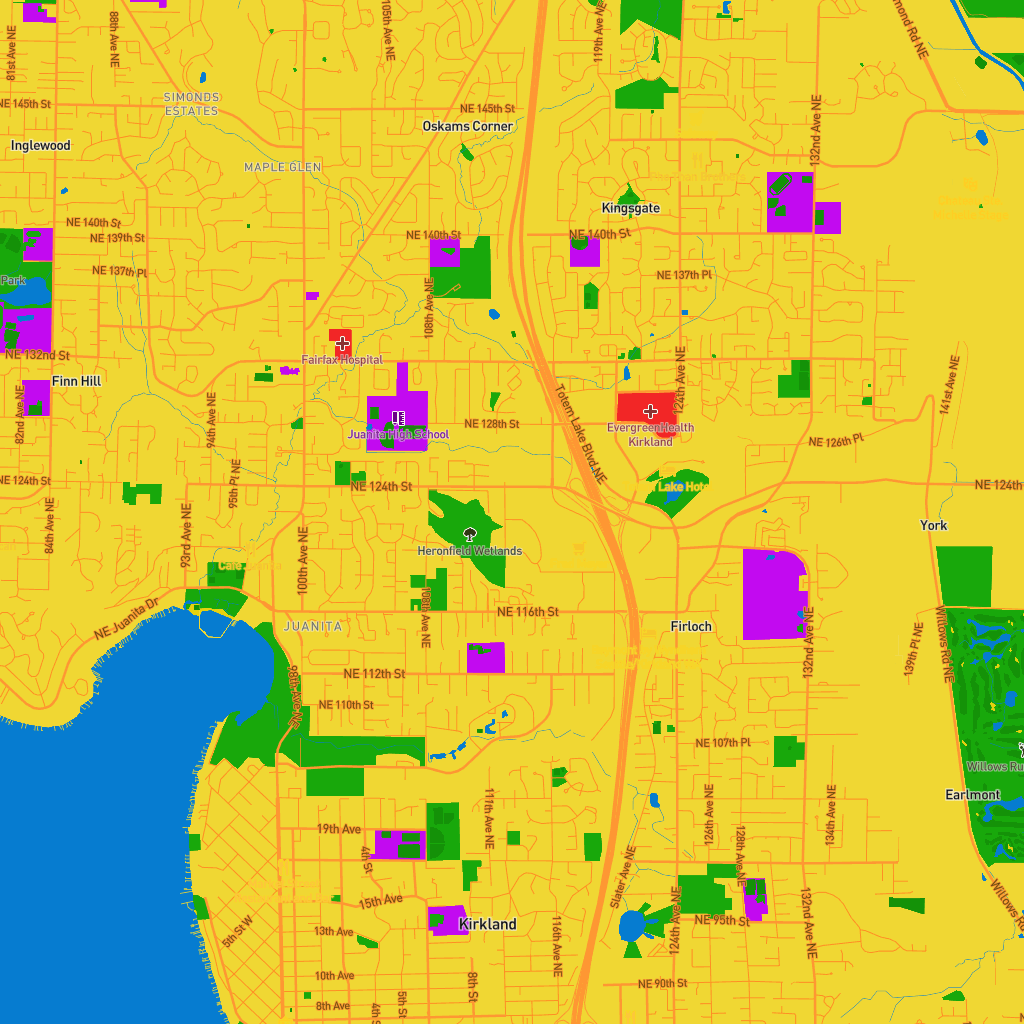 81st Ave NE
88th Ave NE
105th Ave NE
119th Ave NE
NE 145th St
SIMONDS
ESTATES
NE 145th St
Oskams Corner
132nd Ave NE
Inglewood
MAPLE GLEN
NE 140th St
NE 139th St
NE 140th St
Kingsgate
NE 140th St
NE 137th Pl
NE 137th Pl
Park
108th Ave NE
NE 132nd St
Fairfax Hospital
124th Ave NE
141st Ave NE
Finn Hill
82nd Ave NE
94th Ave NE
Totem Lake Blvd NE
Juanita High School
NE 128th St
EvergreenHealth
Kirkland
NE 126th Pl
NE 124th St
95th Pl NE
NE 124th St
Lake Hote
NE 124th
84th Ave NE
93rd Ave NE
100th Ave NE
York
Heronfield Wetlands
Cafe
NE Juanita Dr
108th Ave NE
NE 116th St
JUANITA
Firloch
132nd Ave NE
139th Pl NE
Willows Rd NE
98th Ave NE
NE 112th St
NE 110th St
NE 107th Pl
Willows Ru
Earlmont
111th Ave NE
126th Ave NE
128th Ave NE
134th Ave NE
19th Ave
4th St
Slater Ave NE
15th Ave
5th St W
13th Ave
Kirkland
116th Ave NE
124th Ave NE
NE 95th St
132nd Ave NE
10th Ave
8th St
NE 90th St
8th Ave
4th S
5th St